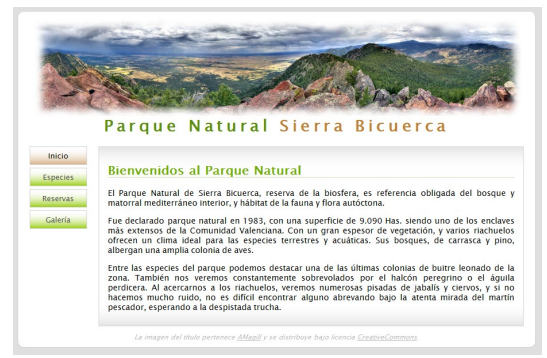 Parque Natural Sierra Bicuerca
Inicio
Especies
Reservas
Galería
Bienvenidos al Parque Natural
El Parque Natural de Sierra Bicuerca, reserva de la biosfera, es referencia obligada del bosque y
matorral mediterráneo interior, y hábitat de la fauna y flora autóctona.
Fue declarado parque natural en 1983, con una superficie de 9.090 Has. siendo uno de los enclaves
más extensos de la Comunidad Valenciana. Con un gran espesor de vegetación, y varios riachuelos
ofrecen un clima ideal para las especies terrestres y acuáticas. Sus bosques, de carrasca y pino,
albergan una amplia colonia de aves.
Entre las especies del parque podemos destacar una de las últimas colonias de buitre leonado de la
zona. También nos veremos constantemente sobrevolados por el halcón peregrino o el águila
perdicera. Al acercarnos a los riachuelos, veremos numerosas pisadas de jabalís y ciervos, y si no
hacemos mucho ruido, no es difícil encontrar alguno abrevando bajo la atenta mirada del martín
pescador, esperando a la despistada trucha.
La imagen del título pertenece AMagill y se distribuye bajo licencia CreativeCommons